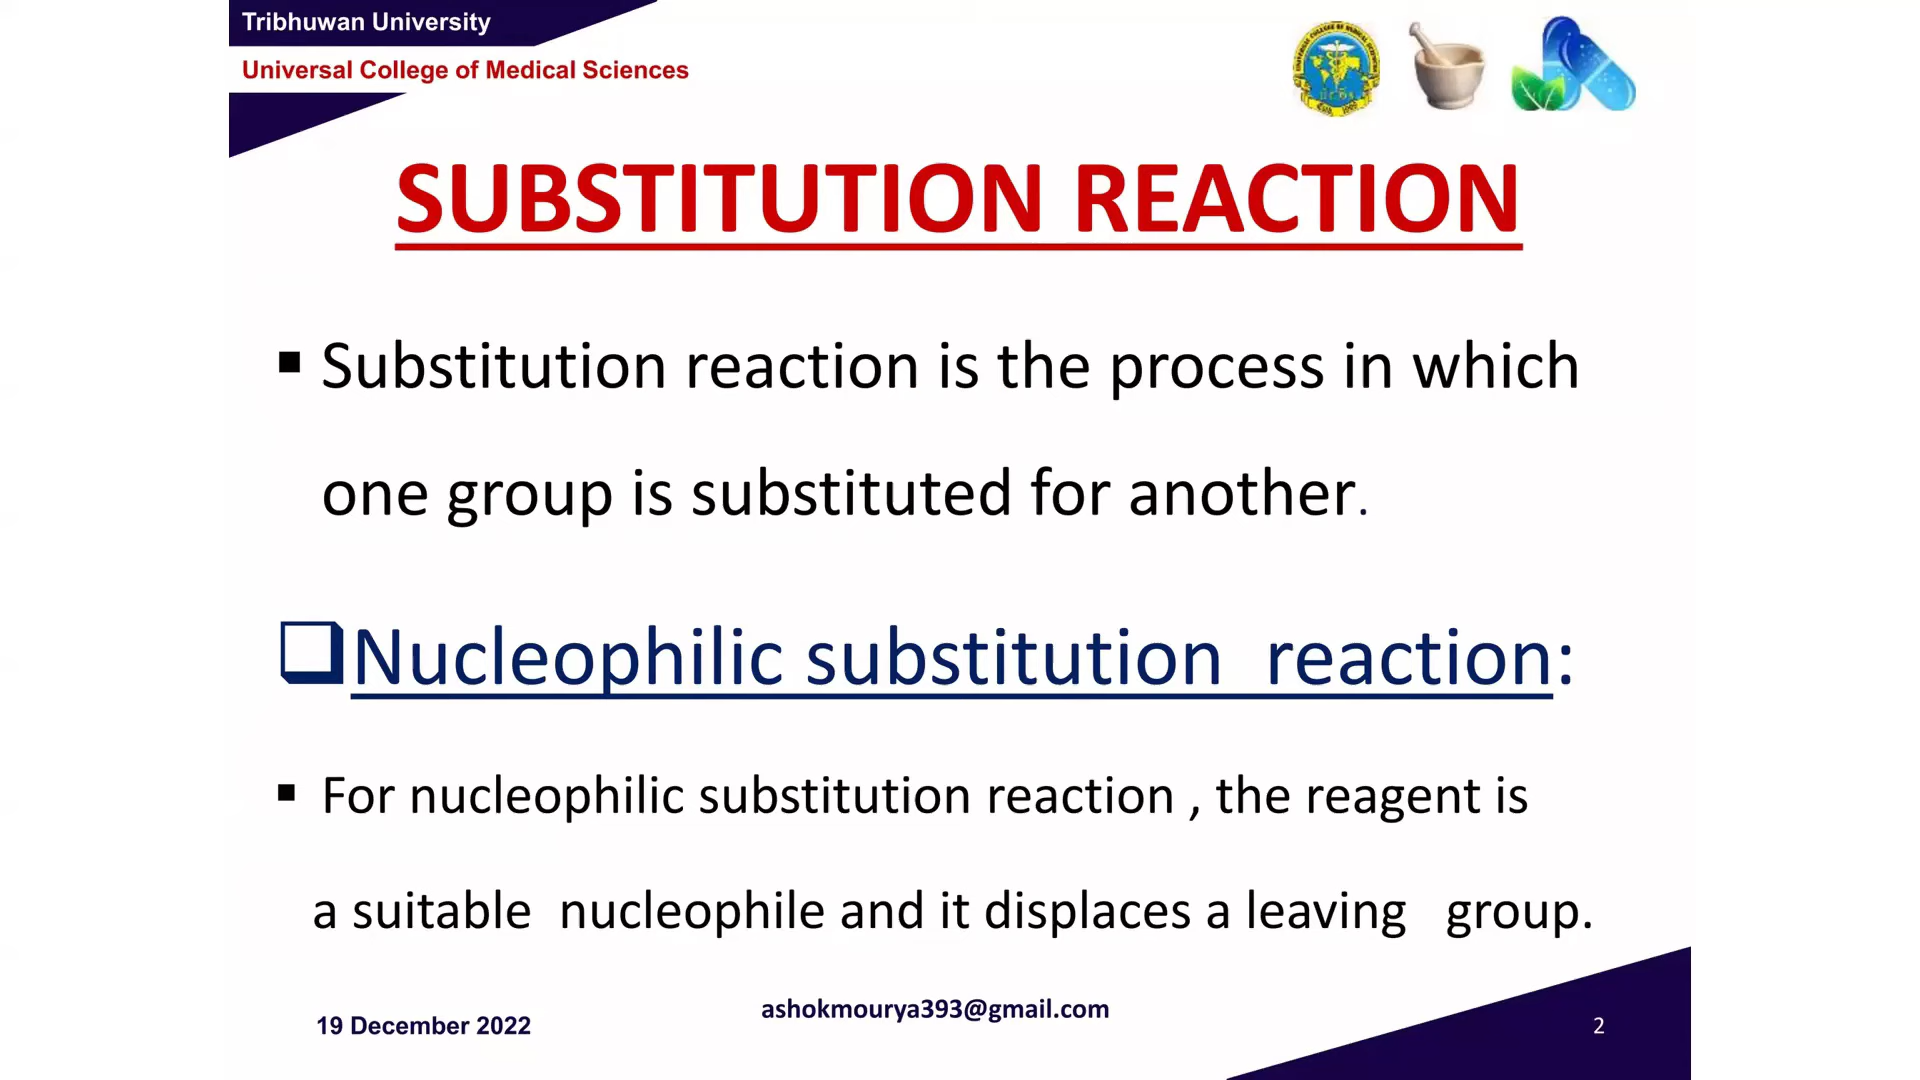 Tribhuwan University
Universal College of Medical Sciences
SUBSTITUTION REACTION
▪ Substitution reaction is the process in which
one group is substituted for another.
❑Nucleophilic substitution reaction:
▪ For nucleophilic substitution reaction , the reagent is
a suitable nucleophile and it displaces a leaving group.
19 December 2022
ashokmourya393@gmail.com
2